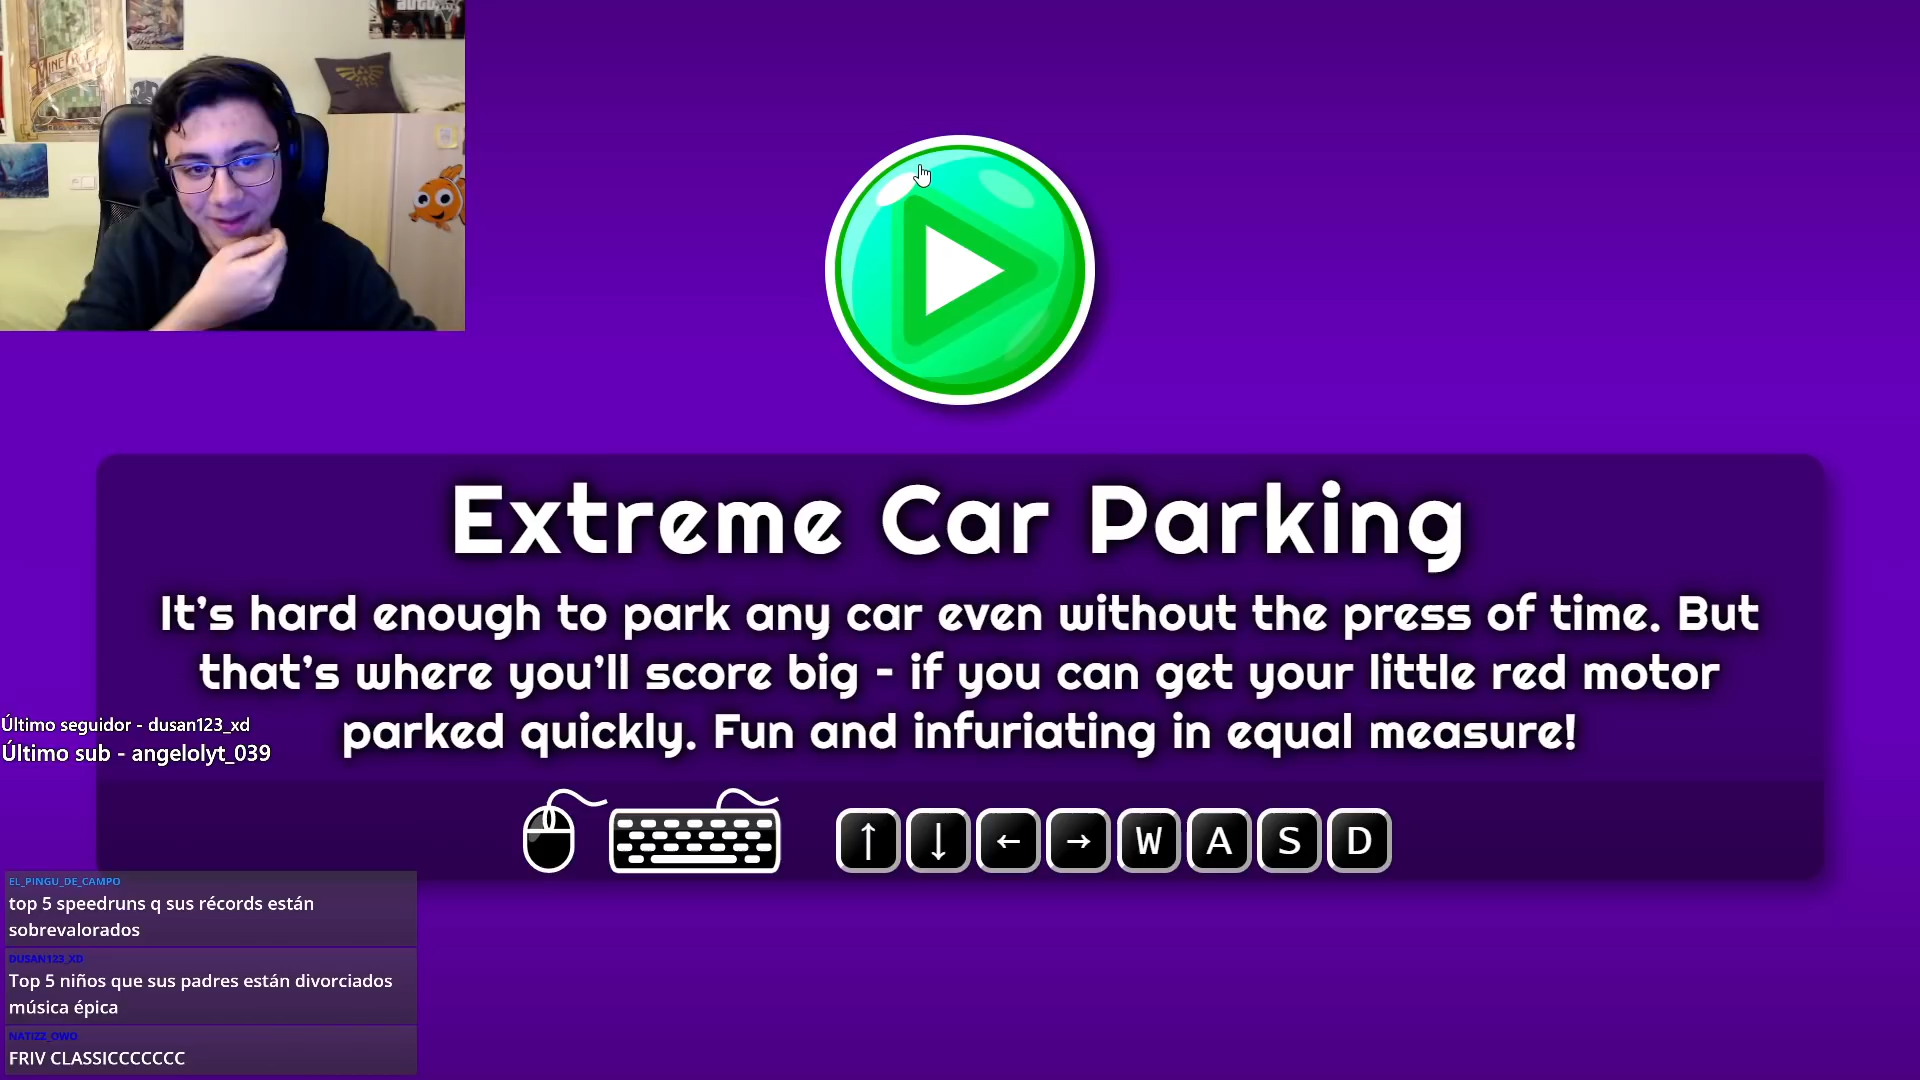 MINECRAFT
Extreme Car Parking
It's hard enough to park any car even without the press of time. But
that's where you'll score big - if you can get your little red motor
parked quickly. Fun and infuriating in equal measure!
Último seguidor - dusan123_xd
Último sub - angelolyt_039
↑ ↓ ← → W A S D
EL_PINGU_DE_CAMPO
top 5 speedruns q sus récords están
sobrevalorados
DUSAN123_XD
Top 5 niños que sus padres están divorciados
música épica
NATIZZ_OWO
FRIV CLASSICCCCCCC